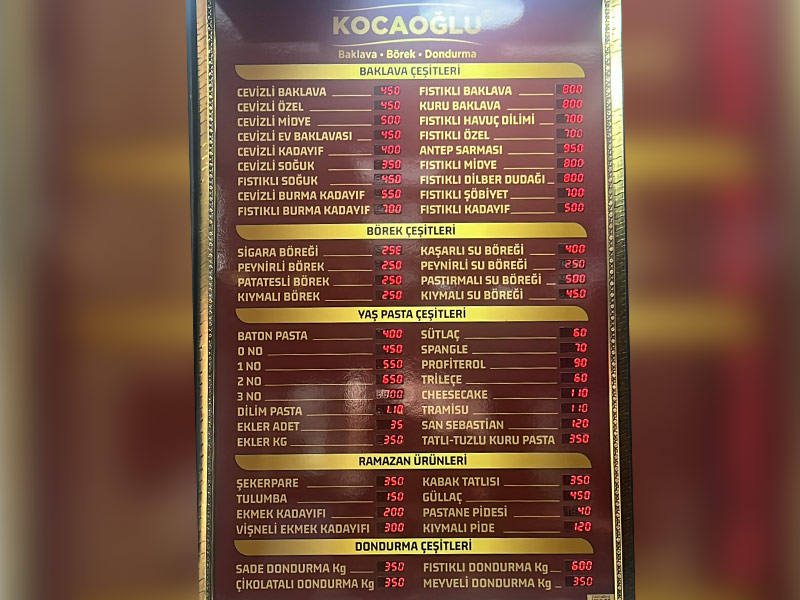 KOCAOĞLU
Baklava • Börek • Dondurma
BAKLAVA ÇEŞİTLERİ
CEVİZLİ BAKLAVA 450 FISTIKLI BAKLAVA 800
CEVİZLİ ÖZEL 450 KURU BAKLAVA 800
CEVİZLİ MİDYE 500 FISTIKLI HAVUÇ DİLİMİ 700
CEVİZLİ EV BAKLAVASI 450 FISTIKLI ÖZEL 700
CEVİZLİ KADAYIF 400 ANTEP SARMASI 950
CEVİZLİ SOĞUK 350 FISTIKLI MİDYE 800
FISTIKLI SOĞUK 450 FISTIKLI DİLBER DUDAĞI 800
CEVİZLİ BURMA KADAYIF 550 FISTIKLI ŞÖBİYET 700
FISTIKLI BURMA KADAYIF 700 FISTIKLI KADAYIF 500
BÖREK ÇEŞİTLERİ
SİGARA BÖREĞİ KAŞARLI SU BÖREĞİ 400
PEYNİRLİ BÖREK 250 PEYNİRLİ SU BÖREĞİ
PATATESLİ BÖREK 250 PASTIRMALI SU BÖREĞİ 500
KIYMALI BÖREK 250 KIYMALI SU BÖREĞİ 450
YAŞ PASTA ÇEŞİTLERİ
BATON PASTA 400 SÜTLAÇ 60
0 NO 450 SPANGLE 70
1 NO 550 PROFİTEROL 90
2 NO 650 TRİLEÇE 60
3 NO CHEESECAKE 110
DİLİM PASTA TRAMİSU 110
EKLER ADET 35 SAN SEBASTİAN 120
EKLER KG 350 TATLI-TUZLU KURU PASTA 350
RAMAZAN ÜRÜNLERİ
ŞEKERPARE 350 KABAK TATLISI 350
TULUMBA 150 GÜLLAÇ 450
EKMEK KADAYIFI 200 PASTANE PİDESİ 40
VİŞNELİ EKMEK KADAYIFI 300 KIYMALI PİDE 120
DONDURMA ÇEŞİTLERİ
SADE DONDURMA Kg 350 FISTIKLI DONDURMA Kg 600
ÇİKOLATALI DONDURMA Kg 350 MEYVELİ DONDURMA Kg 350